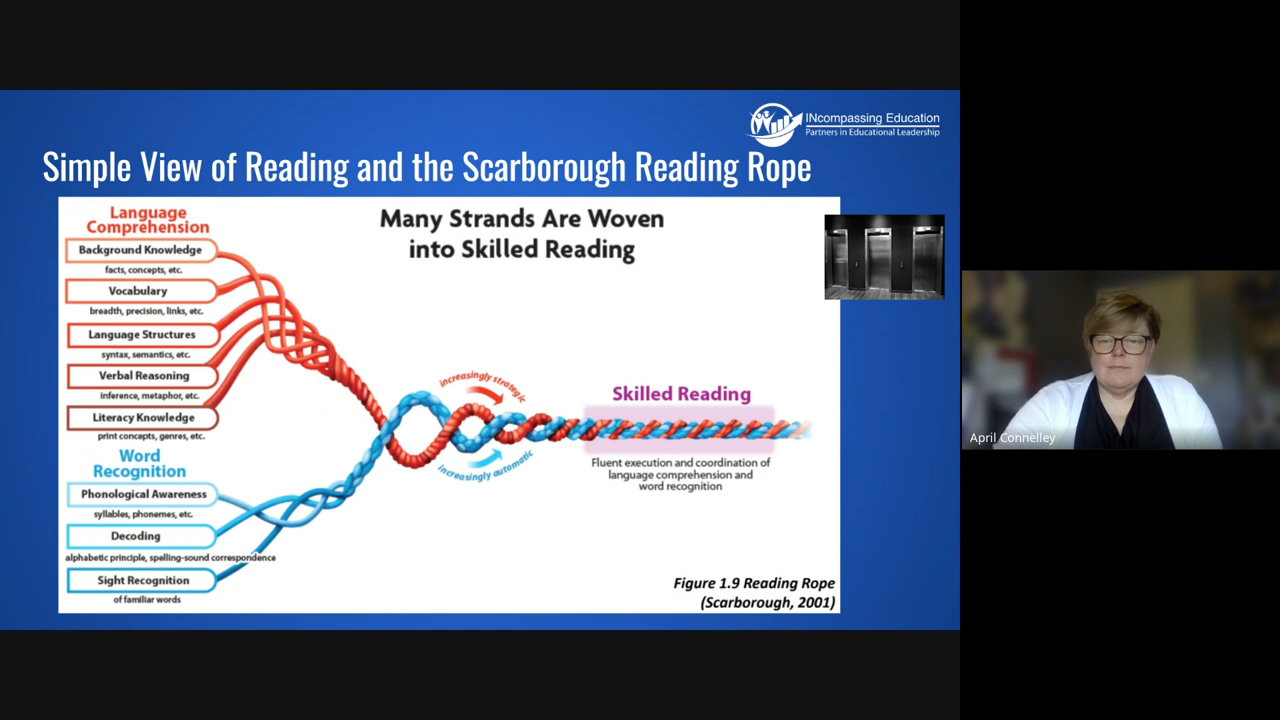 INcompassing Education
Partners in Educational Leadership
Simple View of Reading and the Scarborough Reading Rope
Many Strands Are Woven
into Skilled Reading
Language
Comprehension
Background Knowledge
facts, concepts, etc.
Vocabulary
breadth, precision, links, etc.
Language Structures
syntax, semantics, etc.
Verbal Reasoning
inference, metaphor, etc.
Literacy Knowledge
print concepts, genres, etc.
Word
Recognition
Phonological Awareness
syllables, phonemes, etc.
Decoding
alphabetic principle, spelling-sound correspondence
Sight Recognition
of familiar words
increasingly strategic
increasingly automatic
Skilled Reading
Fluent execution and coordination of
language comprehension and
word recognition
Figure 1.9 Reading Rope
(Scarborough, 2001)
April Connelley